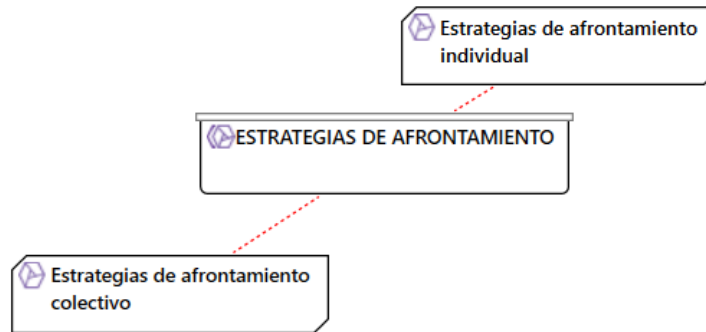 Estrategias de afrontamiento
individual
ESTRATEGIAS DE AFRONTAMIENTO
Estrategias de afrontamiento
colectivo